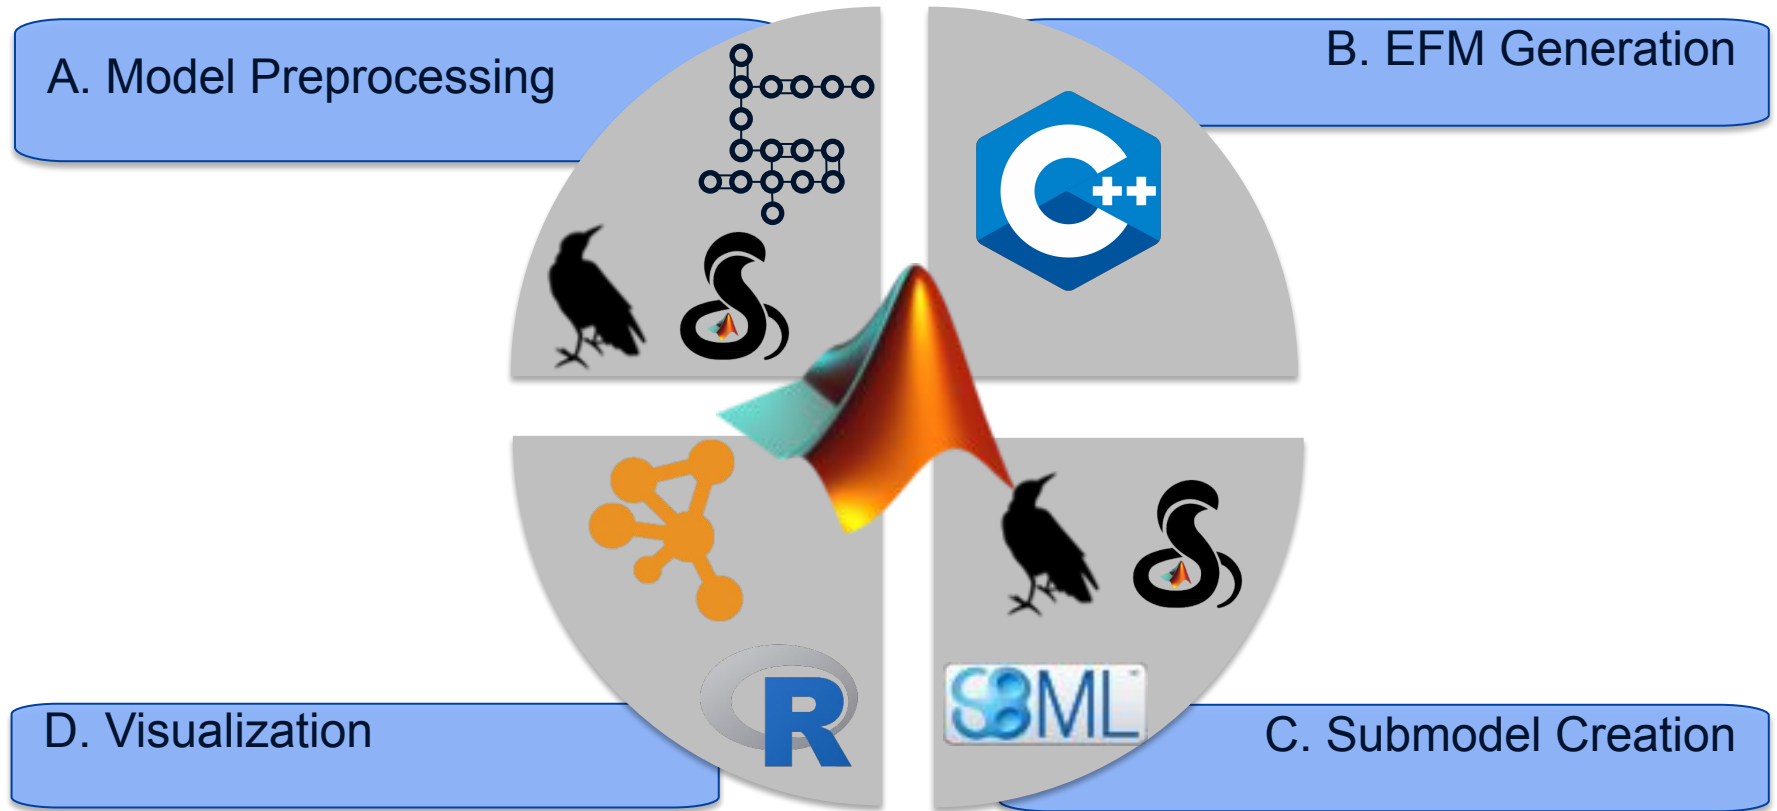 A. Model Preprocessing
B. EFM Generation
C++
SBML
R
D. Visualization
C. Submodel Creation